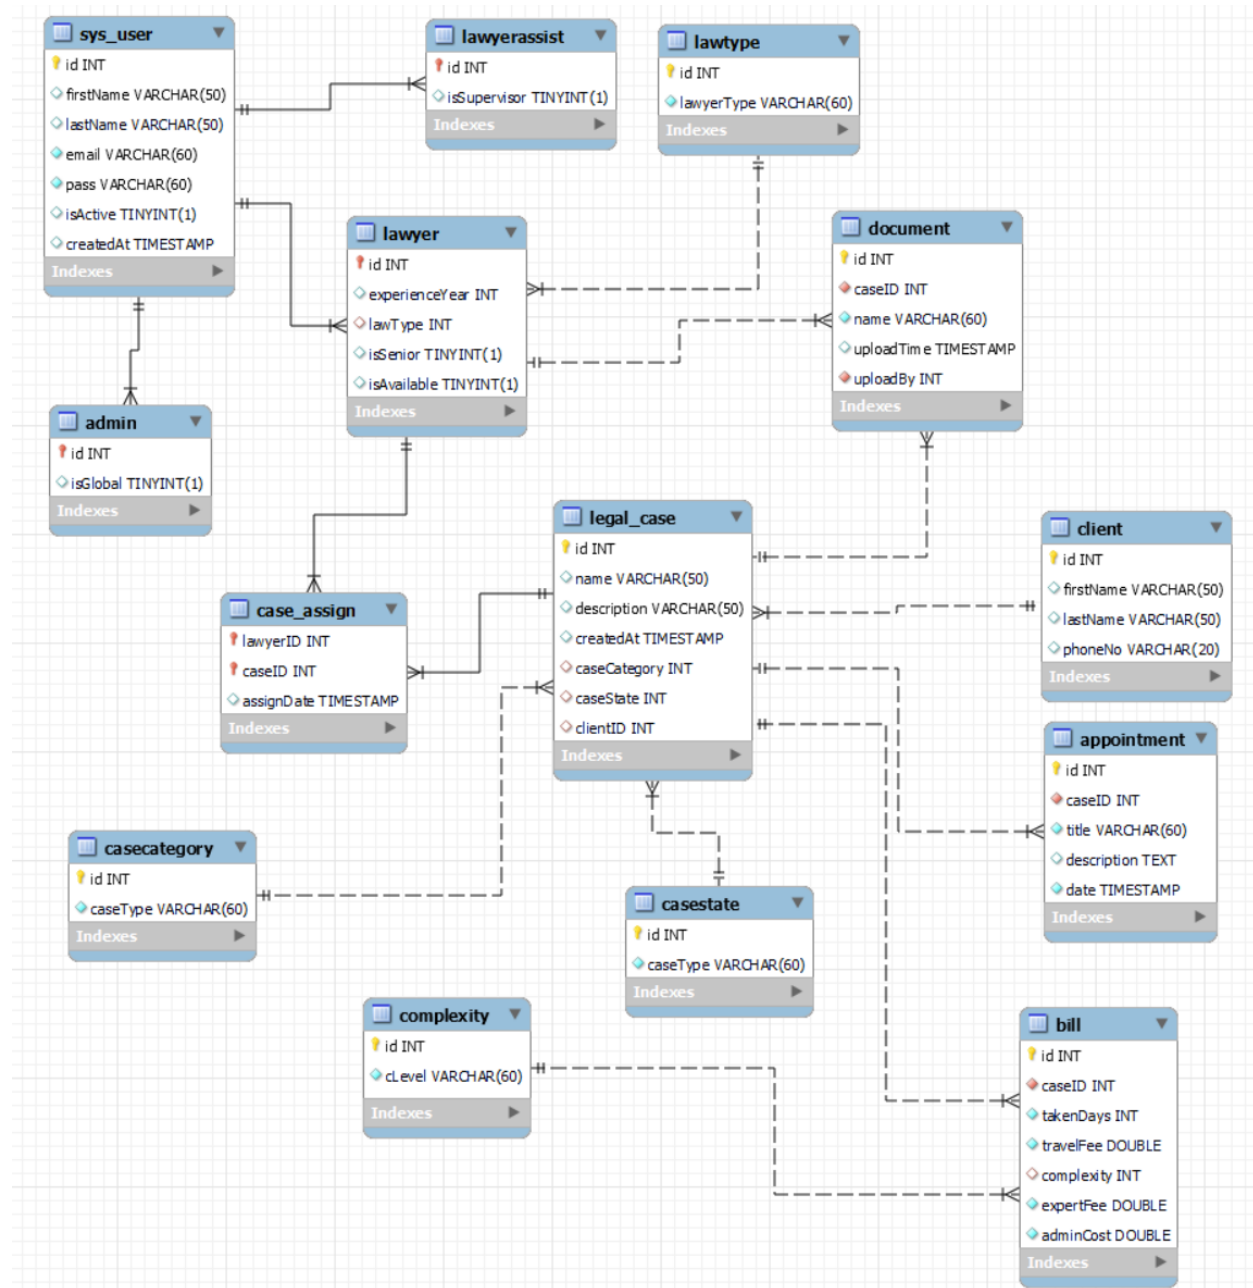 sys_user
id INT
firstName VARCHAR(50)
lastName VARCHAR(50)
email VARCHAR(60)
pass VARCHAR(60)
isActive TINYINT(1)
createdAt TIMESTAMP
Indexes
lawyerassist
id INT
isSupervisor TINYINT(1)
Indexes
lawtype
id INT
lawyerType VARCHAR(60)
Indexes
lawyer
id INT
experienceYear INT
lawType INT
isSenior TINYINT(1)
isAvailable TINYINT(1)
Indexes
document
id INT
caseID INT
name VARCHAR(60)
uploadTime TIMESTAMP
uploadBy INT
Indexes
admin
id INT
isGlobal TINYINT(1)
Indexes
legal_case
id INT
name VARCHAR(50)
description VARCHAR(50)
createdAt TIMESTAMP
caseCategory INT
caseState INT
clientID INT
Indexes
client
id INT
firstName VARCHAR(50)
lastName VARCHAR(50)
phoneNo VARCHAR(20)
Indexes
case_assign
lawyerID INT
caseID INT
assignDate TIMESTAMP
Indexes
appointment
id INT
caseID INT
title VARCHAR(60)
description TEXT
date TIMESTAMP
Indexes
casecategory
id INT
caseType VARCHAR(60)
Indexes
casestate
id INT
caseType VARCHAR(60)
Indexes
complexity
id INT
cLevel VARCHAR(60)
Indexes
bill
id INT
caseID INT
takenDays INT
travelFee DOUBLE
complexity INT
expertFee DOUBLE
adminCost DOUBLE
Indexes